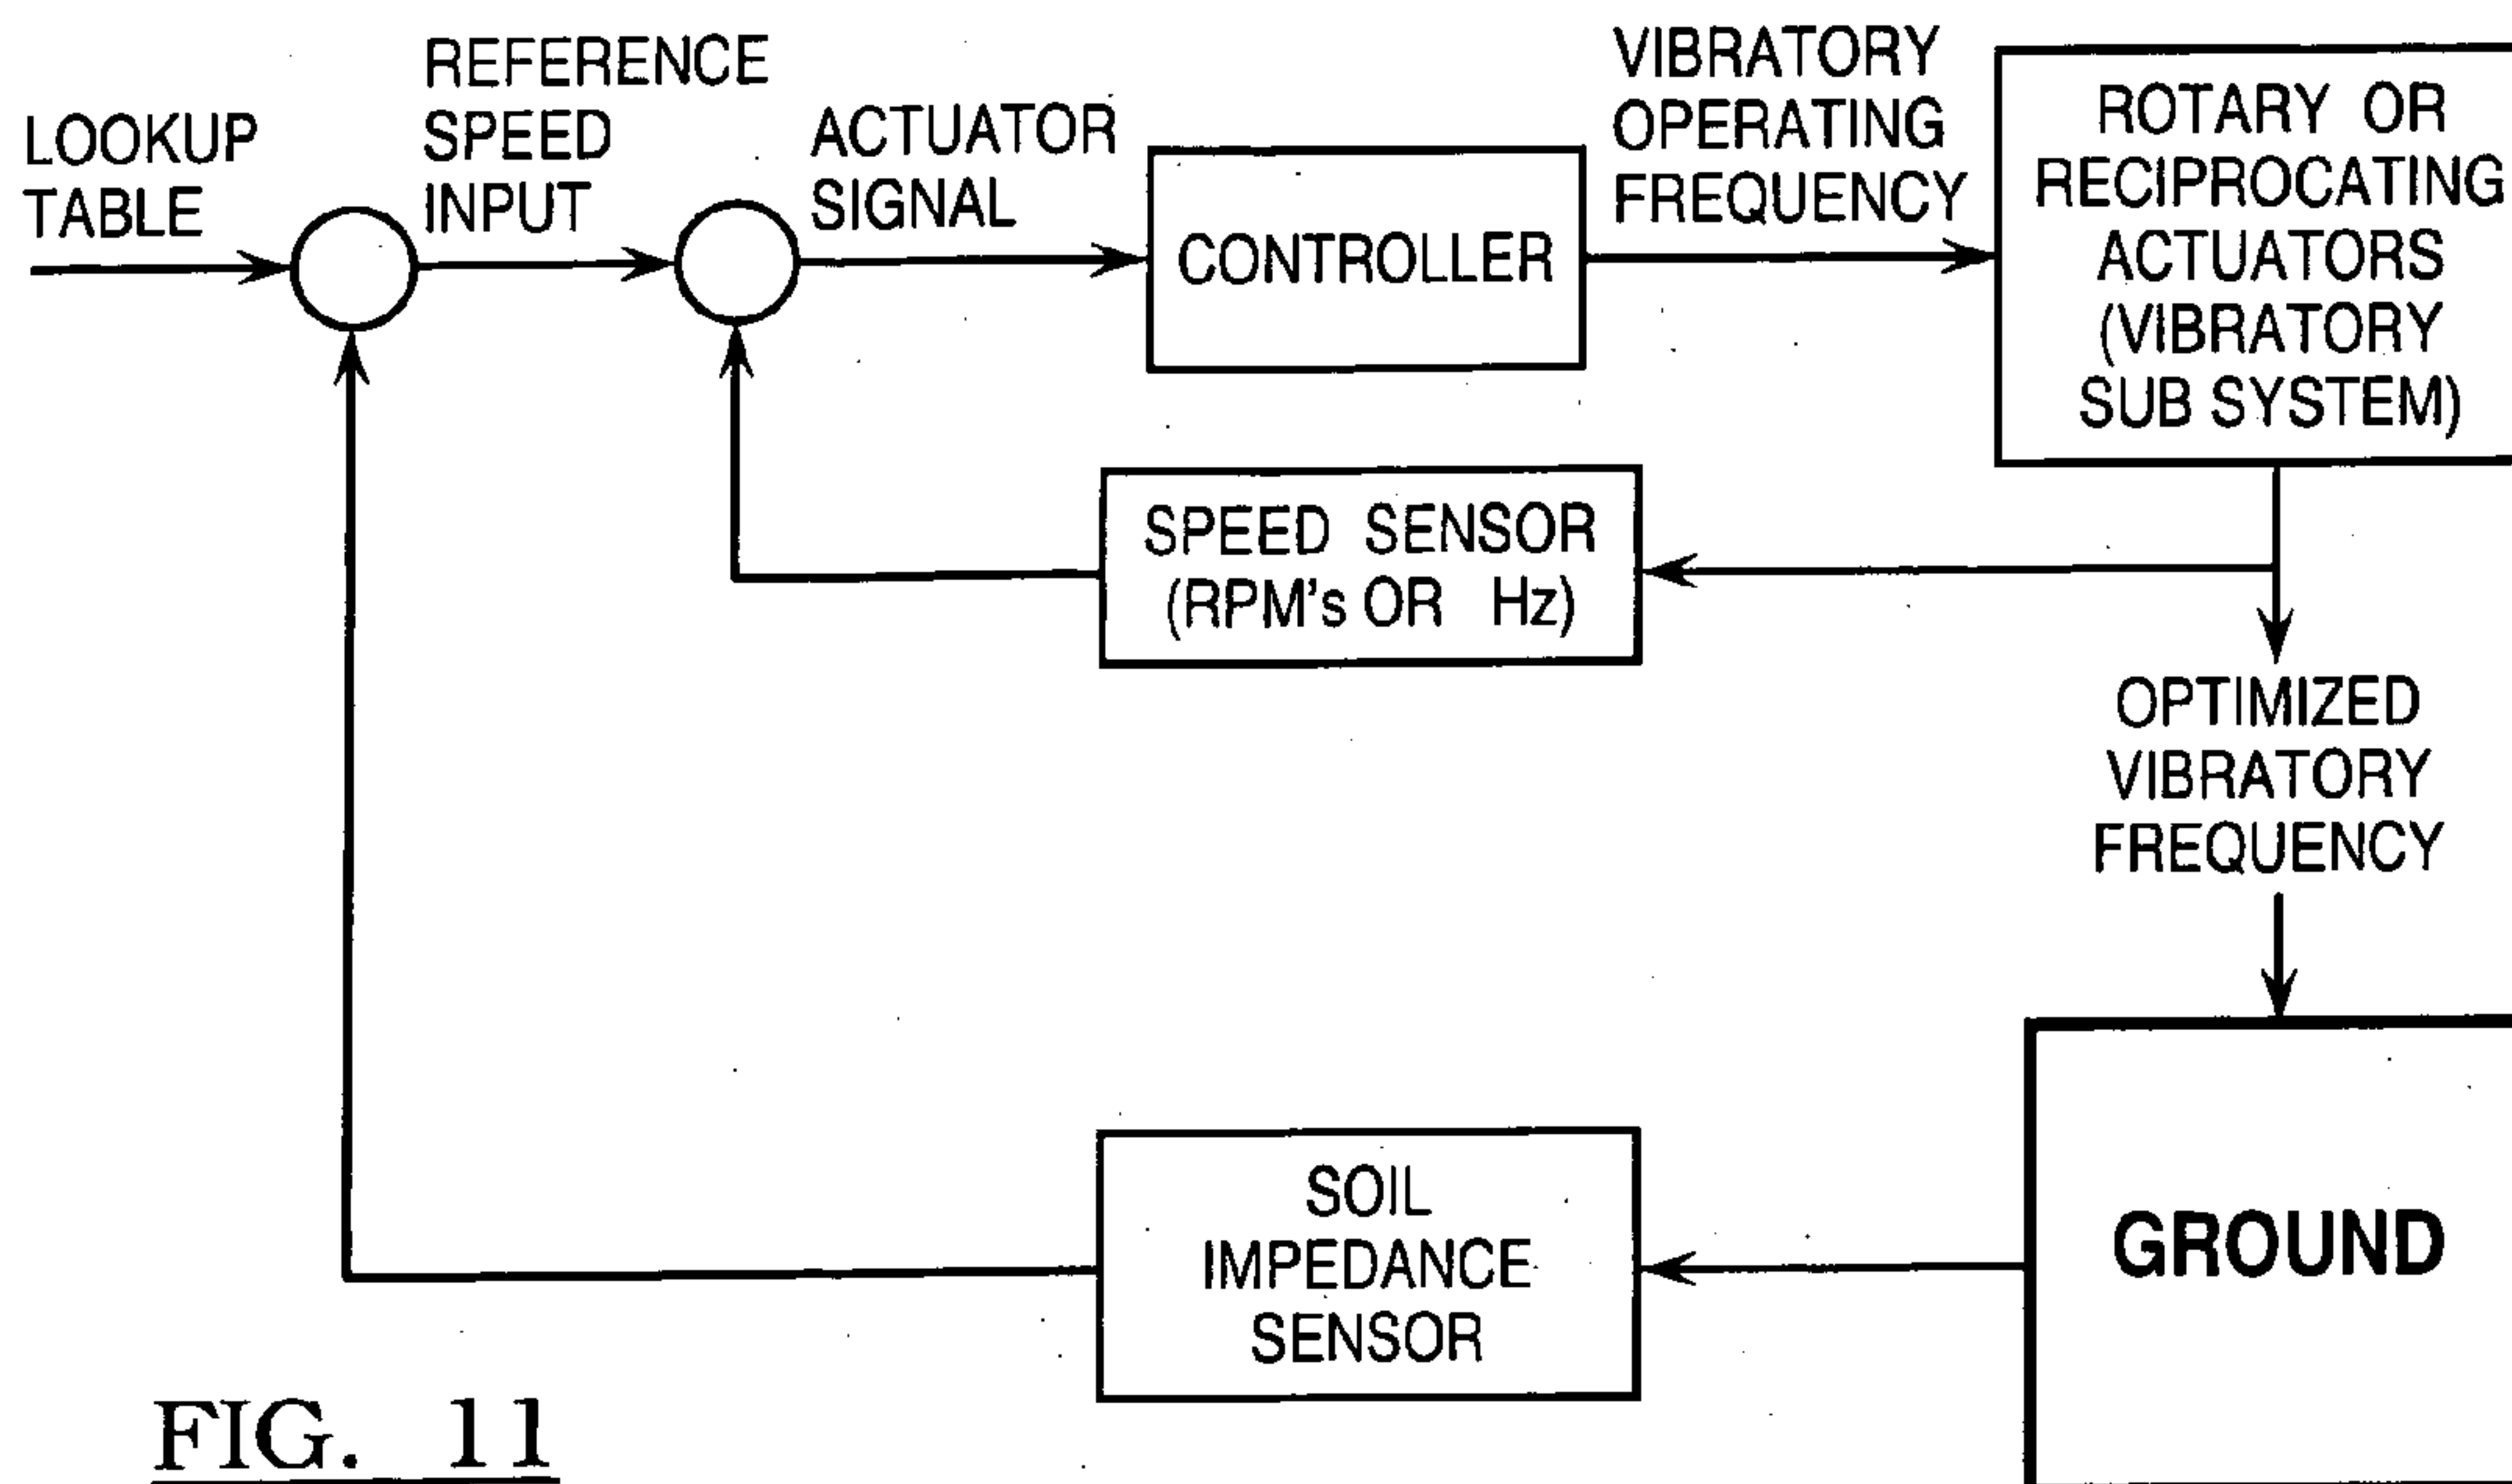 LOOKUP
TABLE
REFERENCE
SPEED
INPUT
ACTUATOR
SIGNAL
CONTROLLER
VIBRATORY
OPERATING
FREQUENCY
ROTARY OR
RECIPROCATING
ACTUATORS
(VIBRATORY
SUB SYSTEM)
SPEED SENSOR
(RPM's OR Hz)
OPTIMIZED
VIBRATORY
FREQUENCY
GROUND
SOIL
IMPEDANCE
SENSOR
FIG. 11